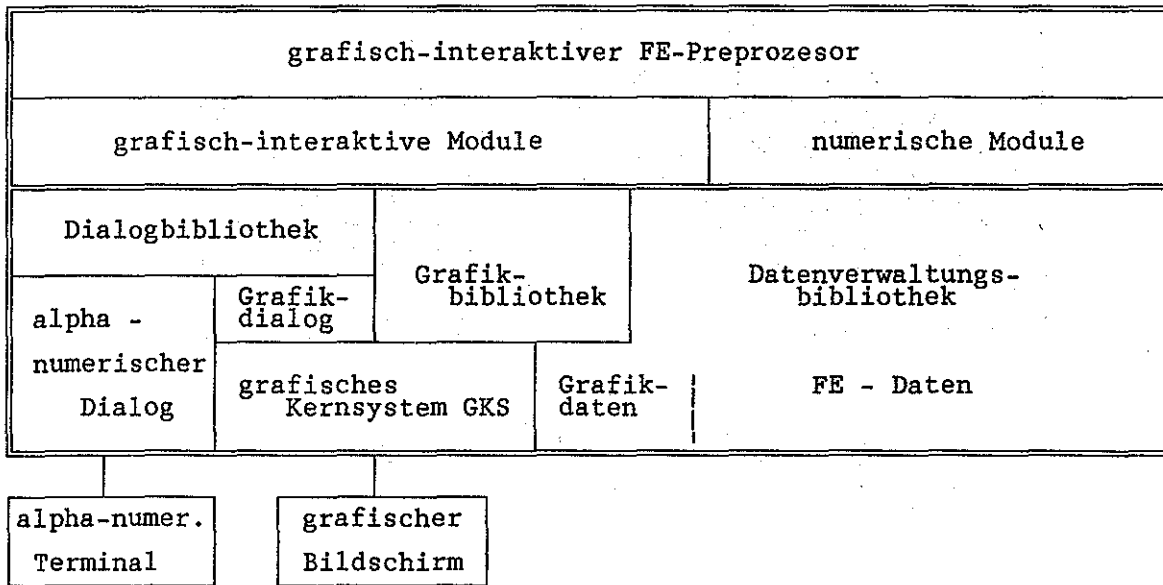 grafisch-interaktiver FE-Preprozesor
grafisch-interaktive Module
numerische Module
Dialogbibliothek
Grafik-
bibliothek
Datenverwaltungs-
bibliothek
alpha -
numerischer
Dialog
Grafik-
dialog
grafisches
Kernsystem GKS
Grafik-
daten
FE - Daten
alpha-numer.
Terminal
grafischer
Bildschirm